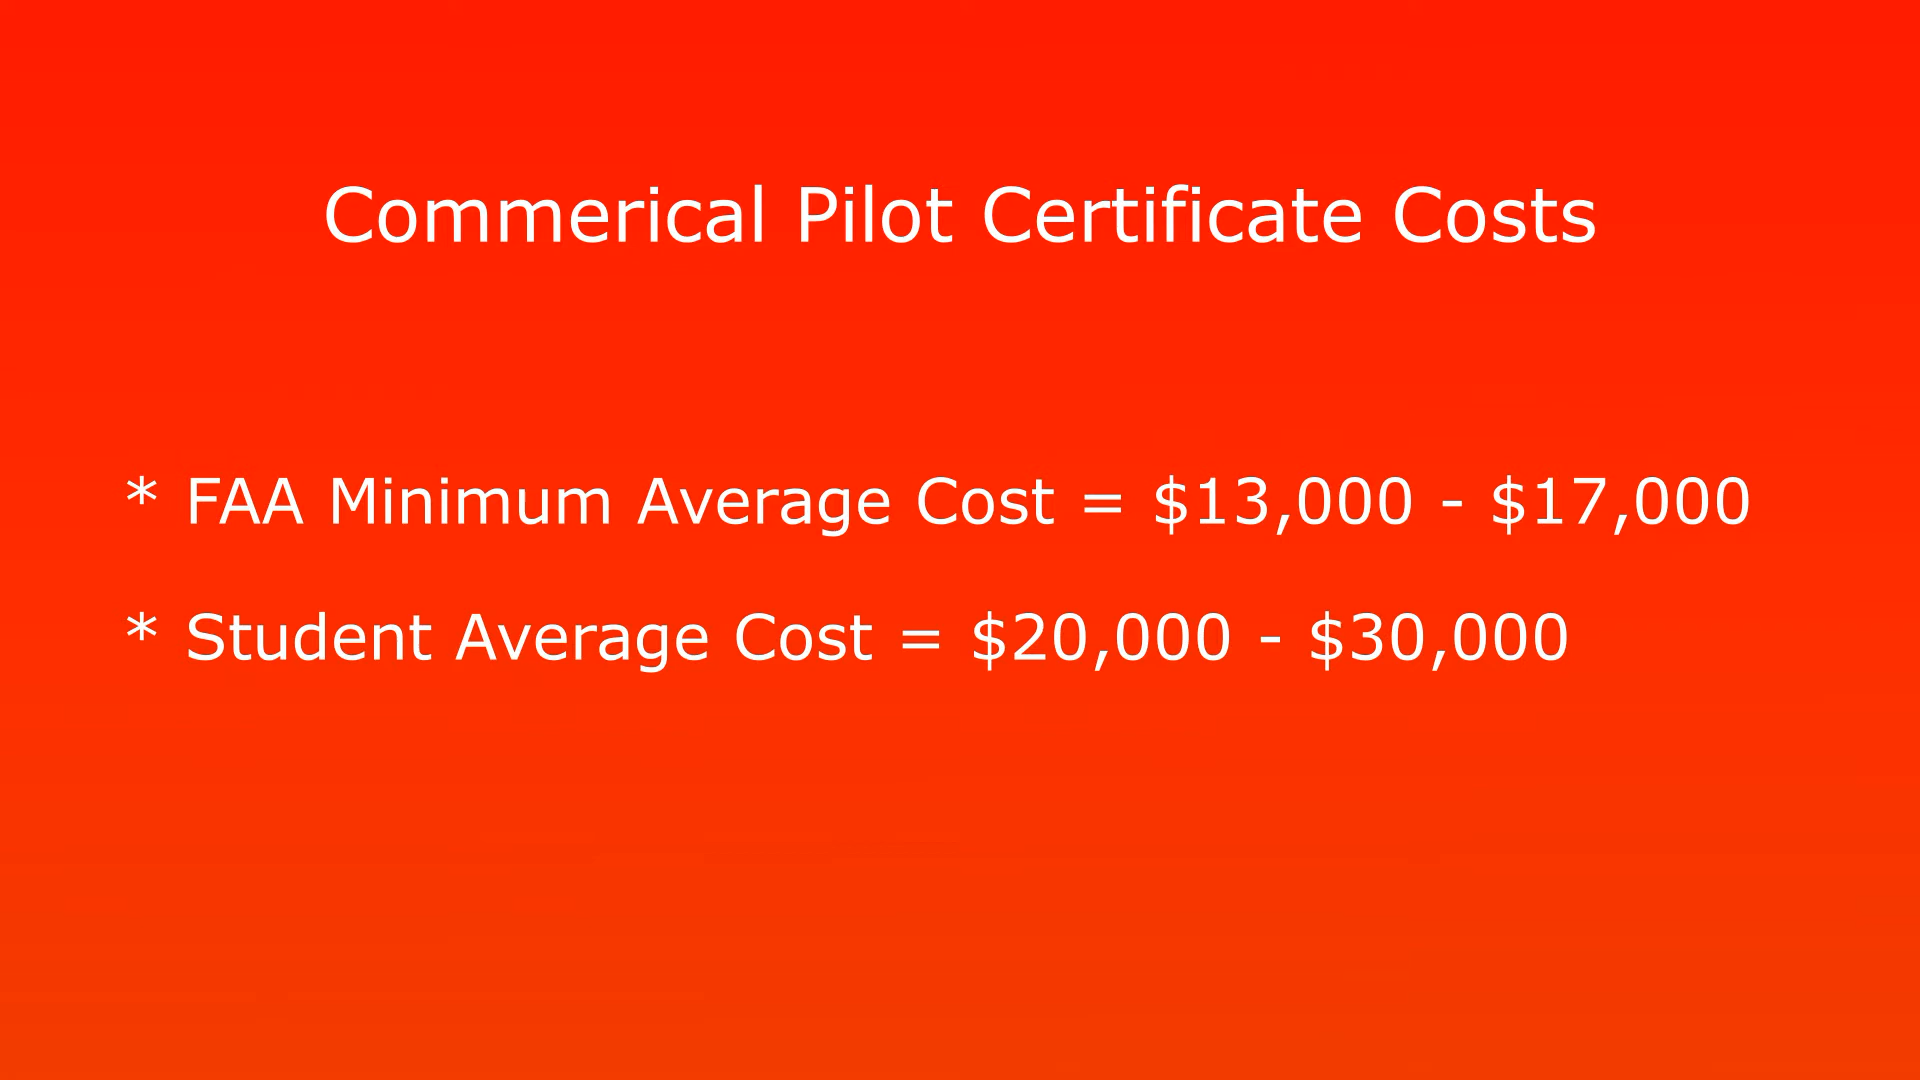 Commerical Pilot Certificate Costs
* FAA Minimum Average Cost = $13,000 - $17,000
* Student Average Cost = $20,000 - $30,000